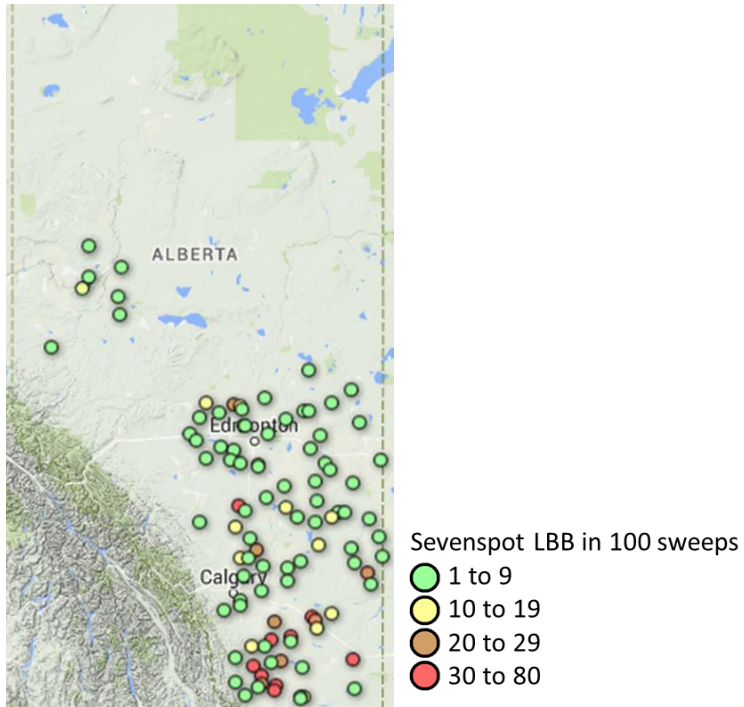 ALBERTA
Edmonton
Calgary
Sevenspot LBB in 100 sweeps
1 to 9
10 to 19
20 to 29
30 to 80